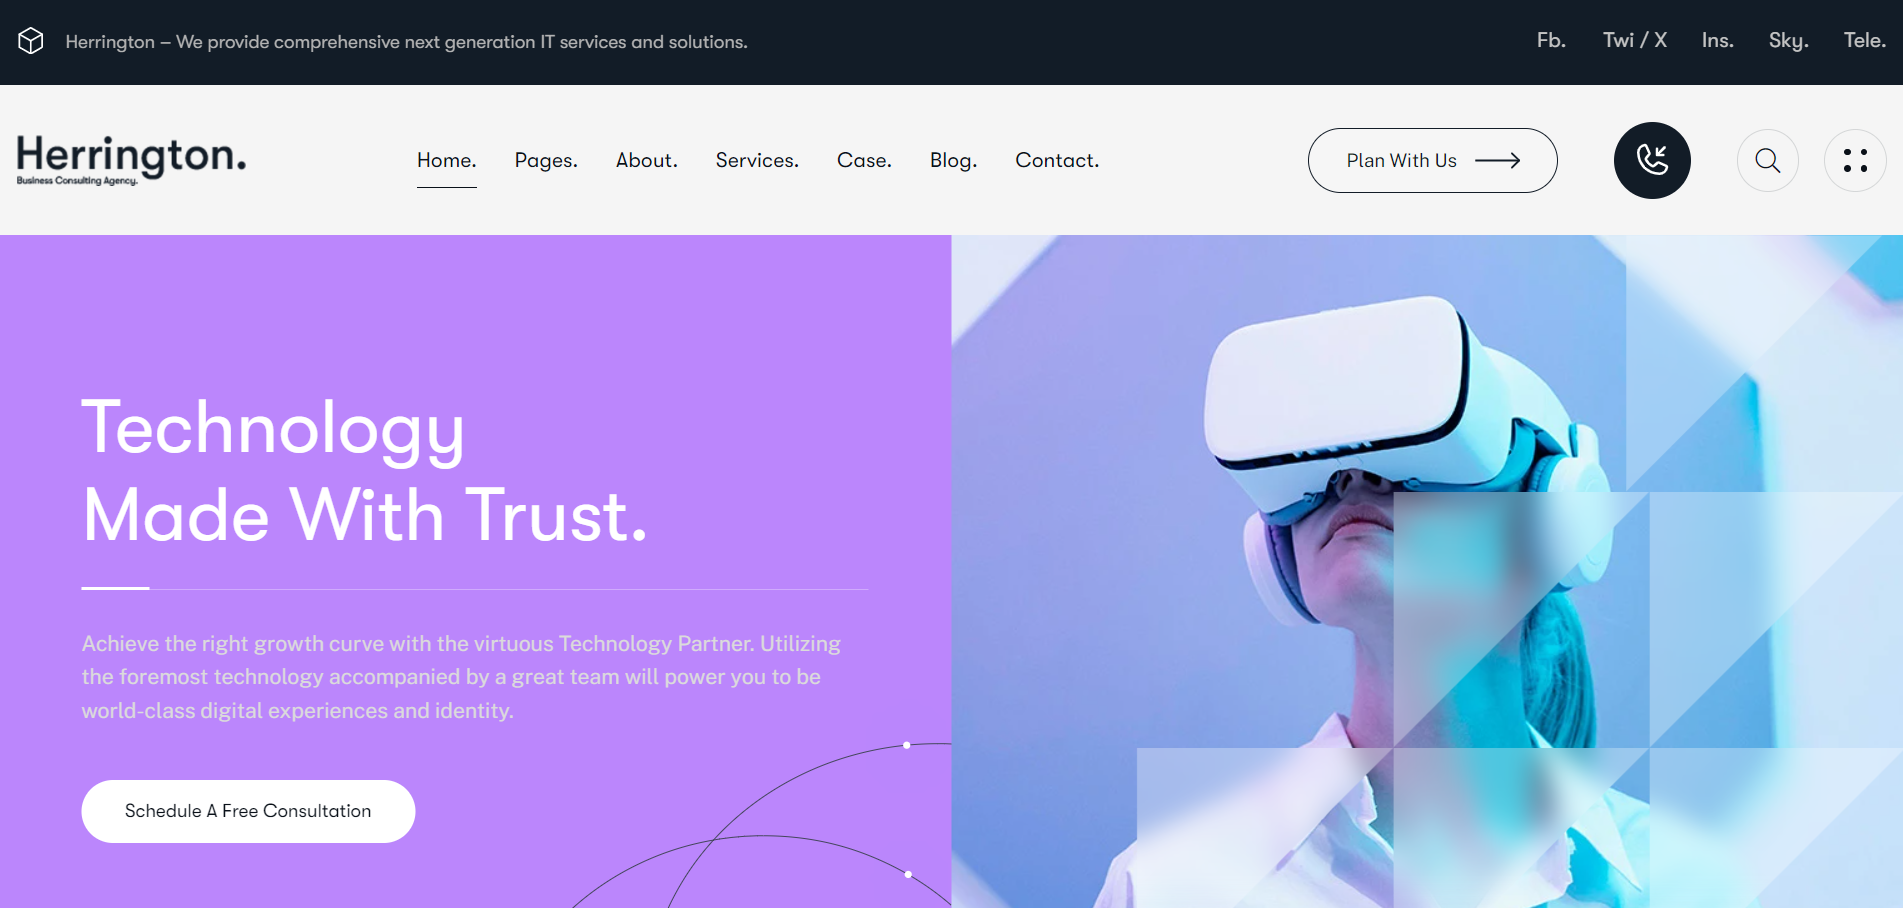 Herrington – We provide comprehensive next generation IT services and solutions.
Fb. Twi / X Ins. Sky. Tele.
Herrington.
Business Consulting Agency.
Home. Pages. About. Services. Case. Blog. Contact.
Plan With Us
Technology
Made With Trust.
Achieve the right growth curve with the virtuous Technology Partner. Utilizing
the foremost technology accompanied by a great team will power you to be
world-class digital experiences and identity.
Schedule A Free Consultation